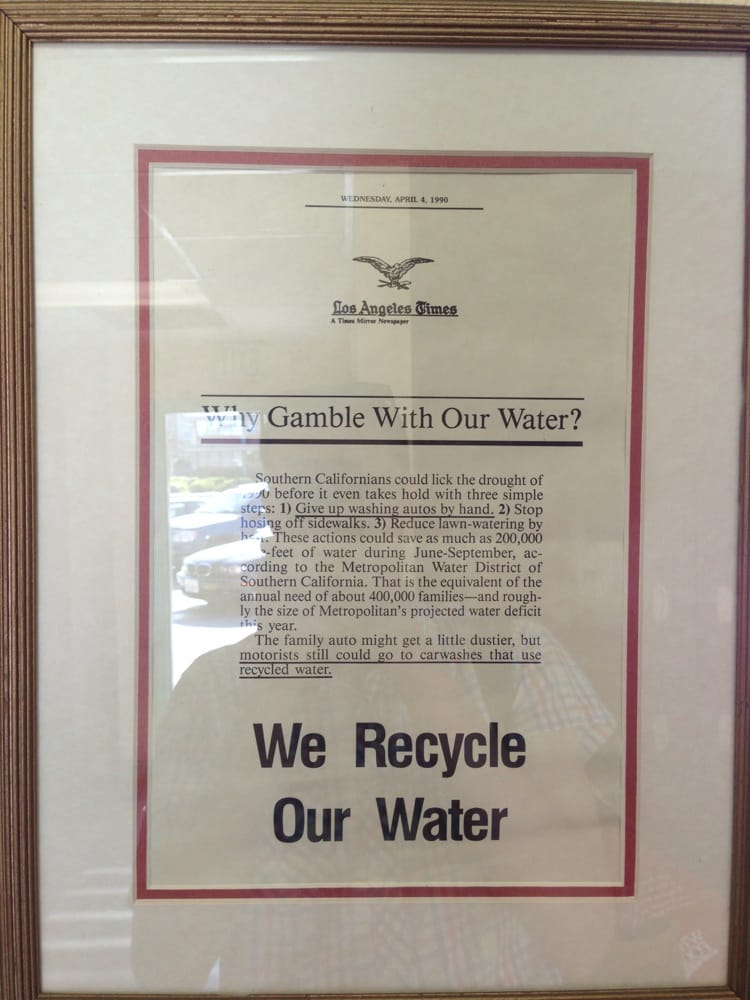 WEDNESDAY, APRIL 4, 1990
Los Angeles Times
A Times Mirror Newspaper
Why Gamble With Our Water?
Southern Californians could lick the drought of
1990 before it even takes hold with three simple
steps: 1) Give up washing autos by hand. 2) Stop
hosing off sidewalks. 3) Reduce lawn-watering by
These actions could save as much as 200,000
-feet of water during June-September, ac-
cording to the Metropolitan Water District of
Southern California. That is the equivalent of the
annual need of about 400,000 families—and rough-
ly the size of Metropolitan's projected water deficit
this year.
The family auto might get a little dustier, but
motorists still could go to carwashes that use
recycled water.
We Recycle
Our Water